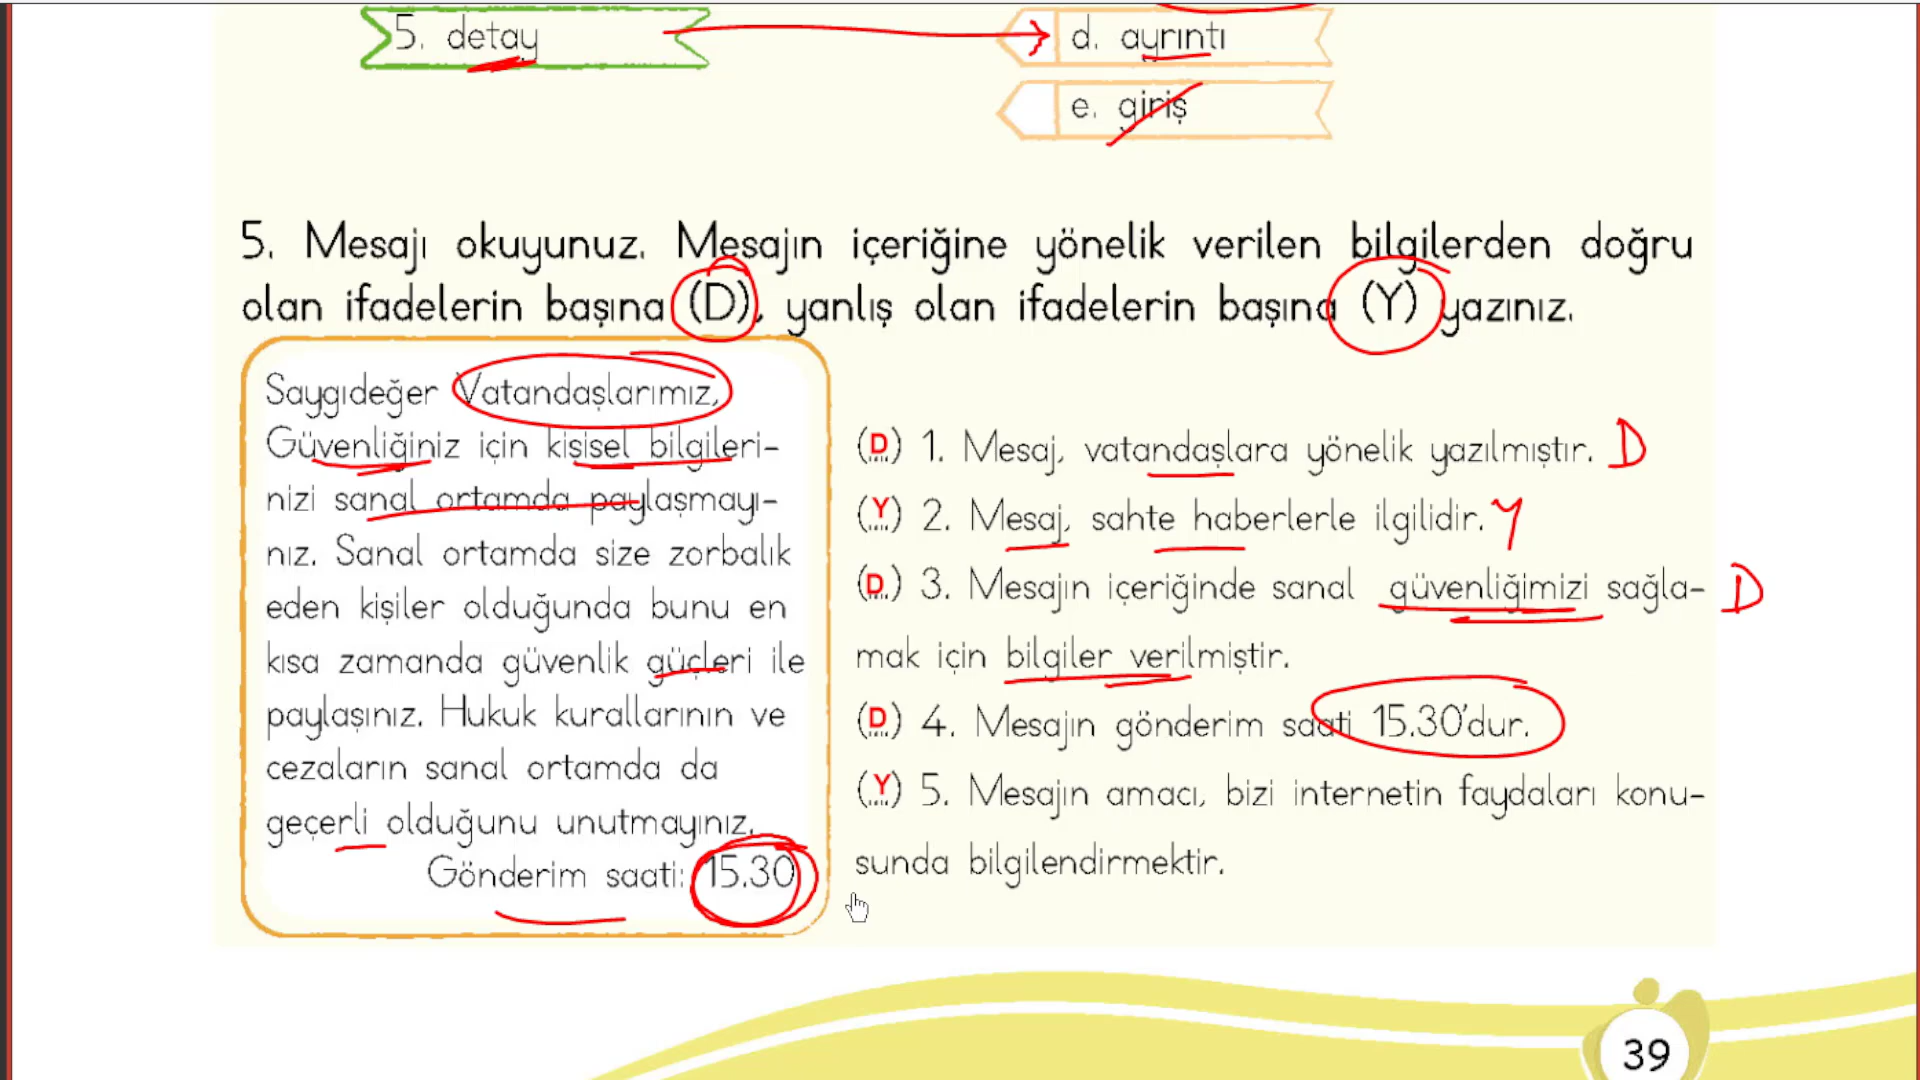 5. detay
d. ayrıntı
e. giriş
5. Mesajı okuyunuz. Mesajın içeriğine yönelik verilen bilgilerden doğru
olan ifadelerin başına (D), yanlış olan ifadelerin başına (Y) yazınız.
Saygıdeğer Vatandaşlarımız,
Güvenliğiniz için kişisel bilgileri-
nizi sanal ortamda paylaşmayı-
nız. Sanal ortamda size zorbalık
eden kişiler olduğunda bunu en
kısa zamanda güvenlik güçleri ile
paylaşınız. Hukuk kurallarının ve
cezaların sanal ortamda da
geçerli olduğunu unutmayınız.
Gönderim saati: 15.30
(D) 1. Mesaj, vatandaşlara yönelik yazılmıştır. D
(Y) 2. Mesaj, sahte haberlerle ilgilidir. Y
(D) 3. Mesajın içeriğinde sanal güvenliğimizi sağla- D
mak için bilgiler verilmiştir.
(D) 4. Mesajın gönderim saati 15.30'dur.
(Y) 5. Mesajın amacı, bizi internetin faydaları konu-
sunda bilgilendirmektir.
39